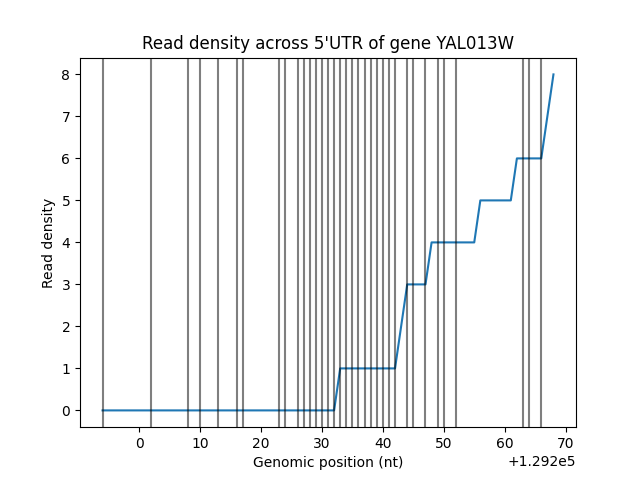 Read density across 5'UTR of gene YAL013W
8
7
6
5
4
3
2
1
0
Read density
0 10 20 30 40 50 60 70
Genomic position (nt)
+1.292e5